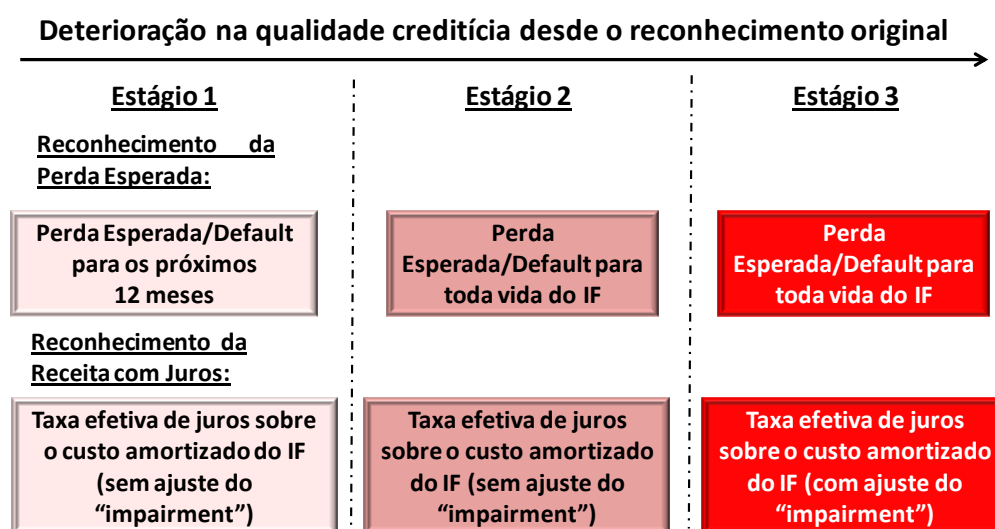 Deterioração na qualidade creditícia desde o reconhecimento original
Estágio 1
Estágio 2
Estágio 3
Reconhecimento da
Perda Esperada:
Perda Esperada/Default
para os próximos
12 meses
Perda
Esperada/Default para
toda vida do IF
Perda
Esperada/Default para
toda vida do IF
Reconhecimento da
Receita com Juros:
Taxa efetiva de juros sobre
o custo amortizado do IF
(sem ajuste do
“impairment”)
Taxa efetiva de juros
sobre o custo amortizado
do IF (sem ajuste do
“impairment”)
Taxa efetiva de juros
sobre o custo amortizado
do IF (com ajuste do
“impairment”)